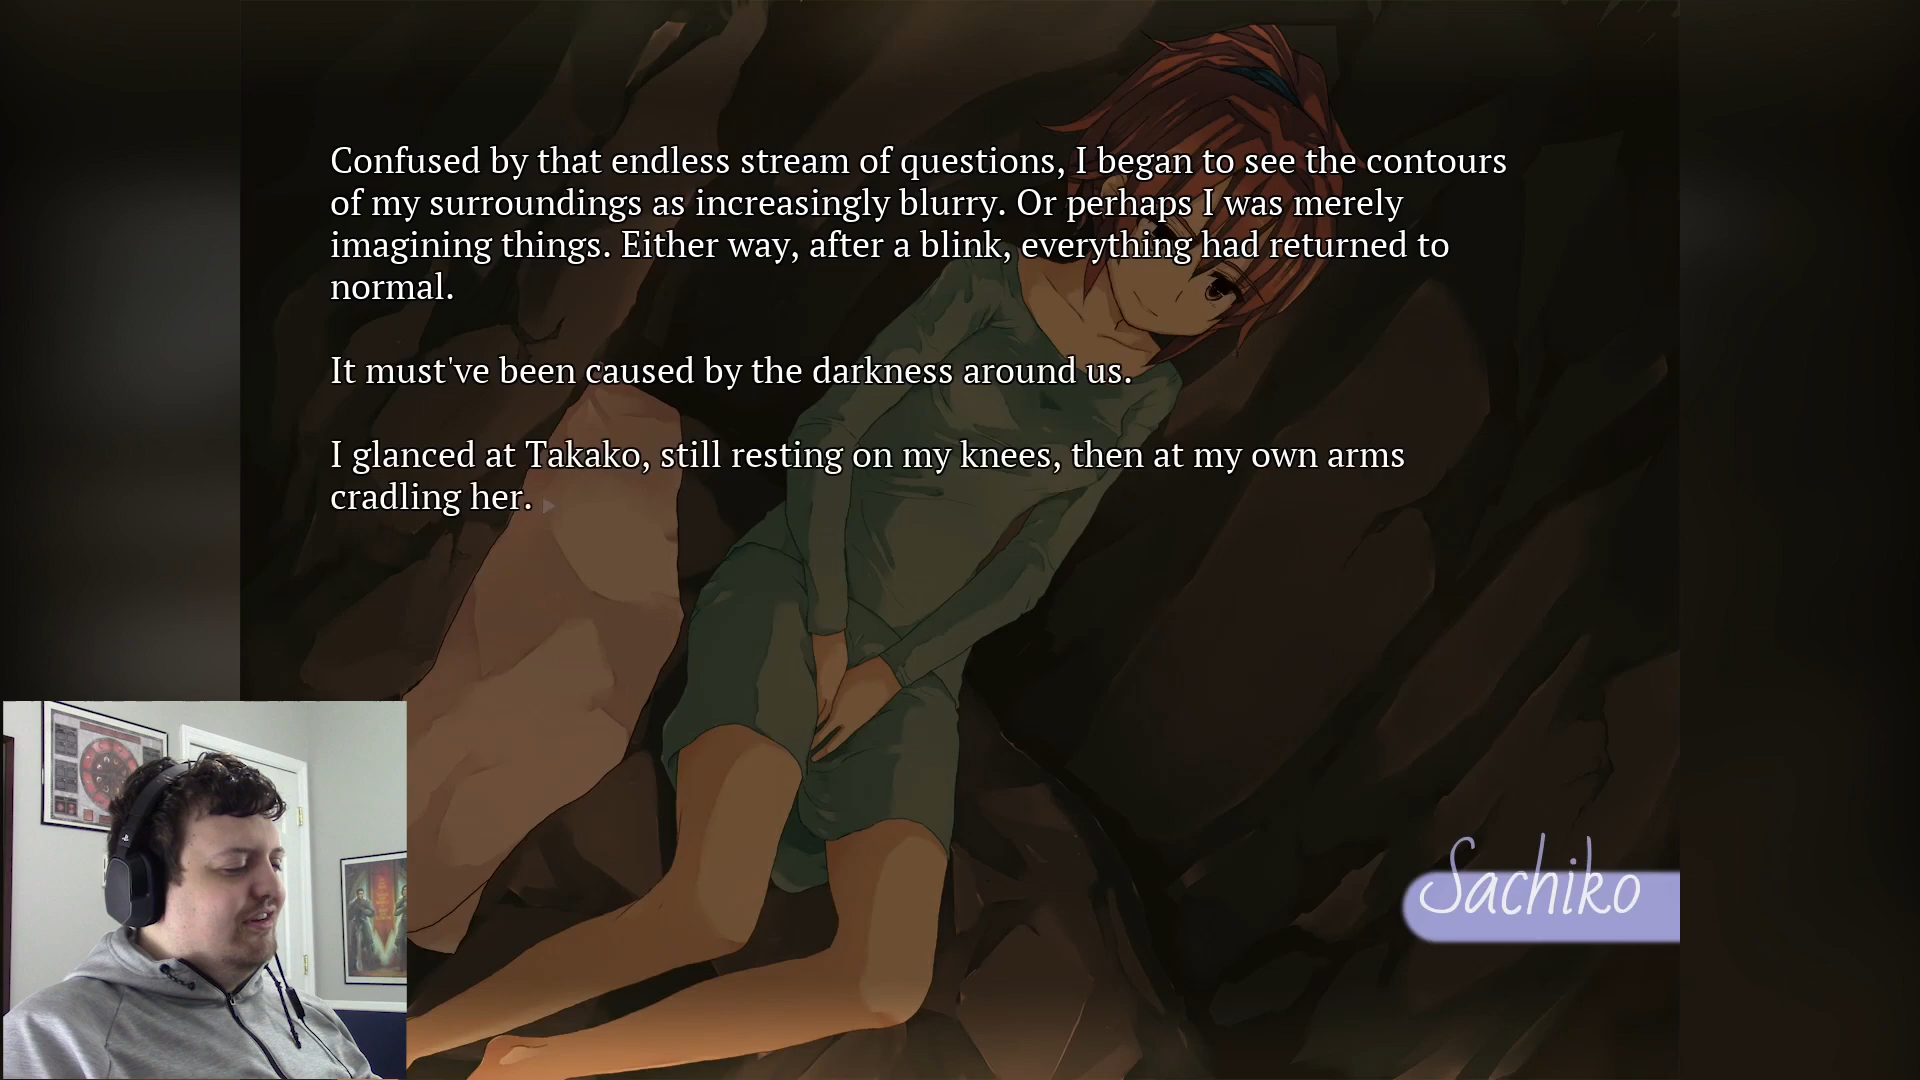 Confused by that endless stream of questions, I began to see the contours
of my surroundings as increasingly blurry. Or perhaps I was merely
imagining things. Either way, after a blink, everything had returned to
normal.
It must've been caused by the darkness around us.
I glanced at Takako, still resting on my knees, then at my own arms
cradling her.
Sachiko